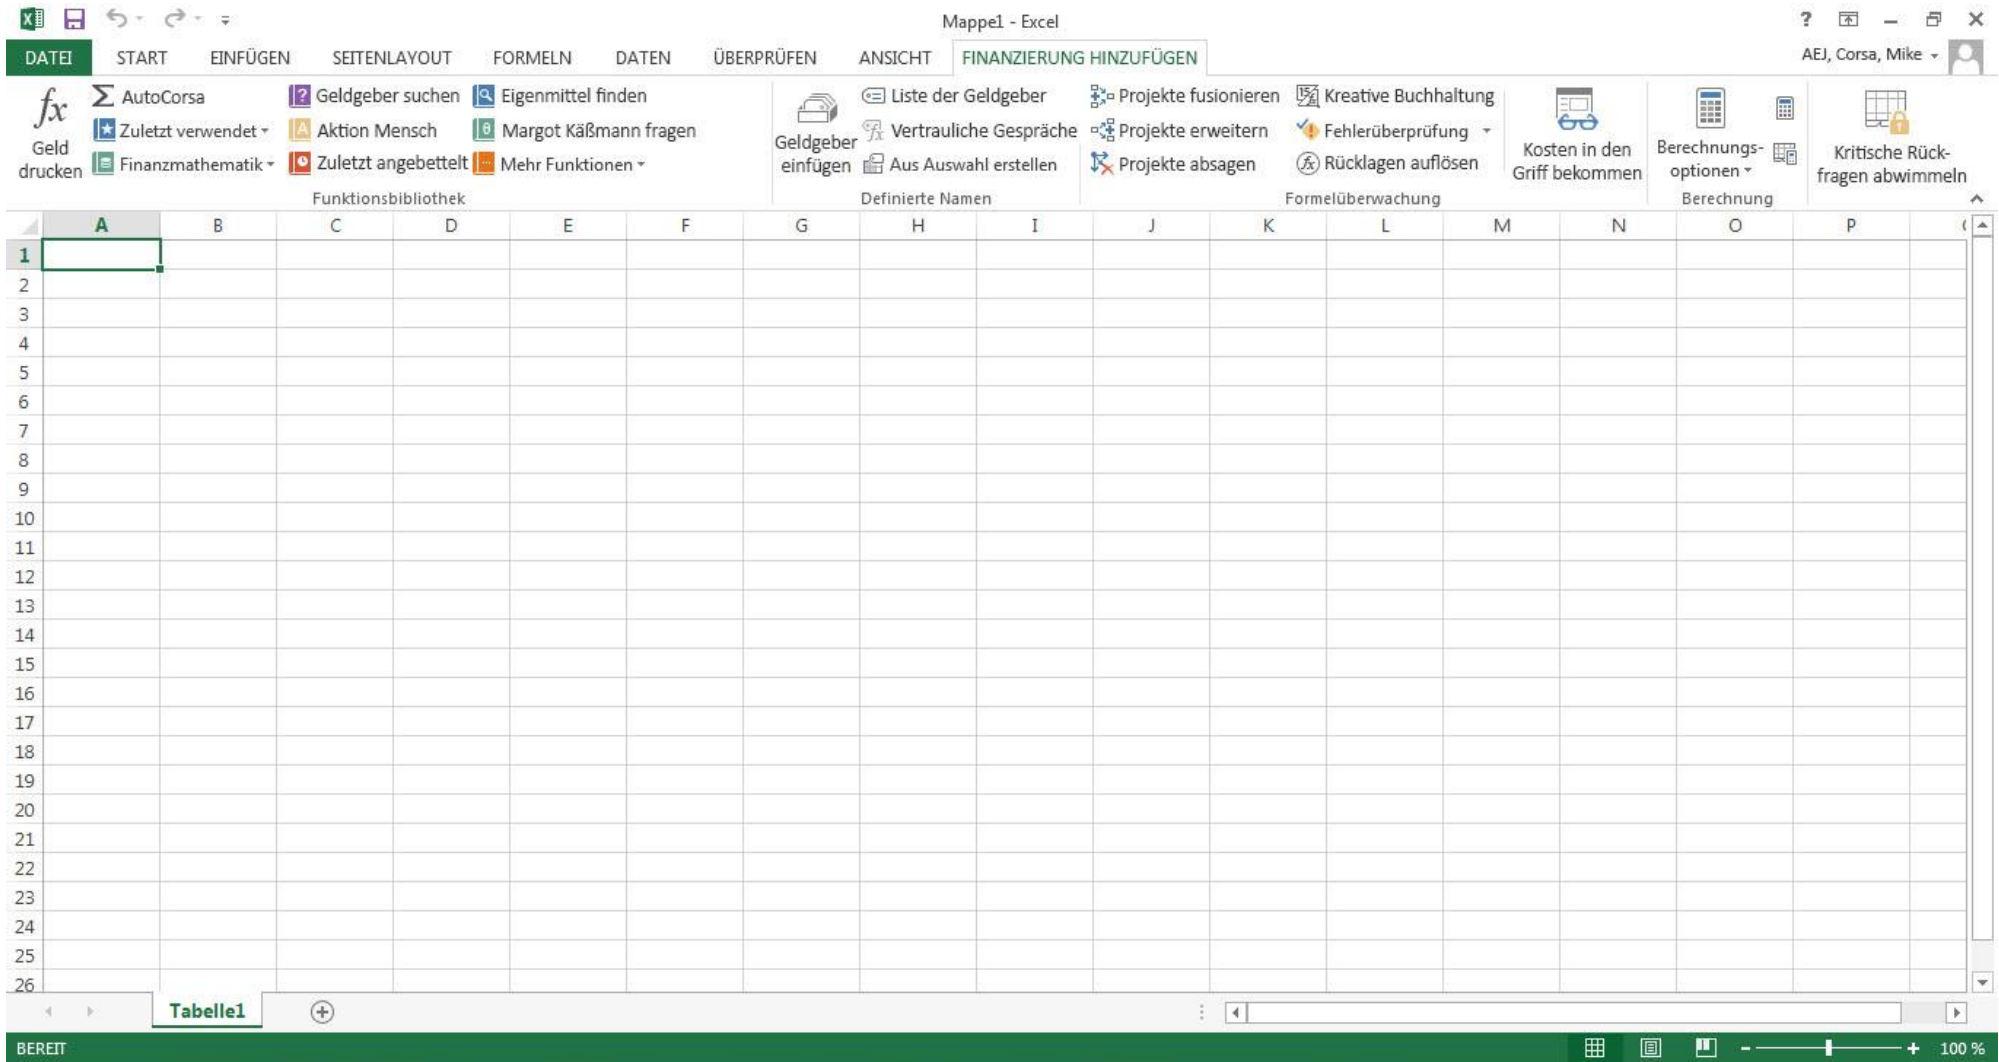 Mappe1 - Excel
?
AEJ, Corsa, Mike
DATEI START EINFÜGEN SEITENLAYOUT FORMELN DATEN ÜBERPRÜFEN ANSICHT FINANZIERUNG HINZUFÜGEN
fx Geld drucken
AutoCorsa
Zuletzt verwendet
Finanzmathematik
Geldgeber suchen
Aktion Mensch
Zuletzt angebettelt
Eigenmittel finden
Margot Käßmann fragen
Mehr Funktionen
Funktionsbibliothek
Geldgeber
einfügen
Liste der Geldgeber
Vertrauliche Gespräche
Aus Auswahl erstellen
Definierte Namen
Projekte fusionieren
Projekte erweitern
Projekte absagen
Kreative Buchhaltung
Fehlerüberprüfung
Rücklagen auflösen
Formelüberwachung
Kosten in den
Griff bekommen
Berechnungs-
optionen
Berechnung
Kritische Rück-
fragen abwimmeln
A B C D E F G H I J K L M N O P
1
2
3
4
5
6
7
8
9
10
11
12
13
14
15
16
17
18
19
20
21
22
23
24
25
26
Tabelle1
BEREIT
100 %